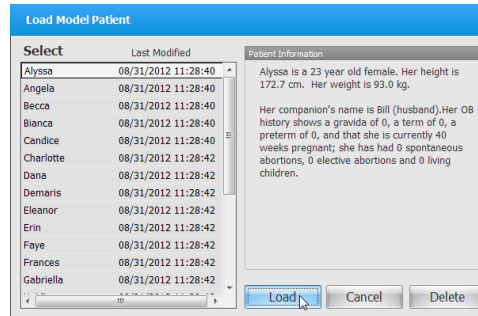 Load Model Patient
Select Last Modified
Alyssa 08/31/2012 11:28:40
Angela 08/31/2012 11:28:40
Becca 08/31/2012 11:28:40
Bianca 08/31/2012 11:28:40
Candice 08/31/2012 11:28:40
Charlotte 08/31/2012 11:28:42
Dana 08/31/2012 11:28:42
Demaris 08/31/2012 11:28:42
Eleanor 08/31/2012 11:28:42
Erin 08/31/2012 11:28:42
Faye 08/31/2012 11:28:42
Frances 08/31/2012 11:28:42
Gabriella 08/31/2012 11:28:42
Patient Information
Alyssa is a 23 year old female. Her height is
172.7 cm. Her weight is 93.0 kg.
Her companion's name is Bill (husband).Her OB
history shows a gravida of 0, a term of 0, a
preterm of 0, and that she is currently 40
weeks pregnant; she has had 0 spontaneous
abortions, 0 elective abortions and 0 living
children.
Load Cancel Delete